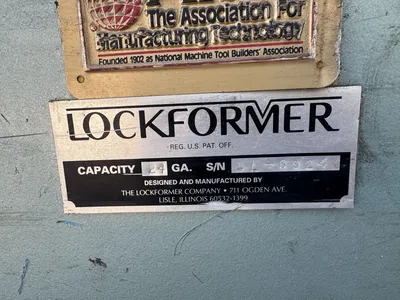 The Association For
Manufacturing Technology
Founded 1902 as National Machine Tool Builders' Association
LOCKFORMER
REG. U.S. PAT. OFF.
CAPACITY 24 GA. S/N
DESIGNED AND MANUFACTURED BY
THE LOCKFORMER COMPANY • 711 OGDEN AVE.
LISLE, ILLINOIS 60532-1399